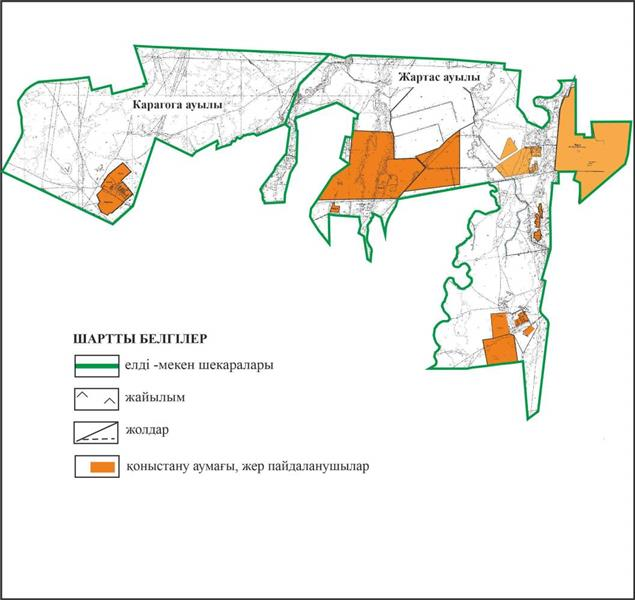 Жартас ауылы
Карагога ауылы
ШАРТТЫ БЕЛГІЛЕР
елді -мекен шекаралары
жайылым
жолдар
қоныстану аумағы, жер пайдаланушылар